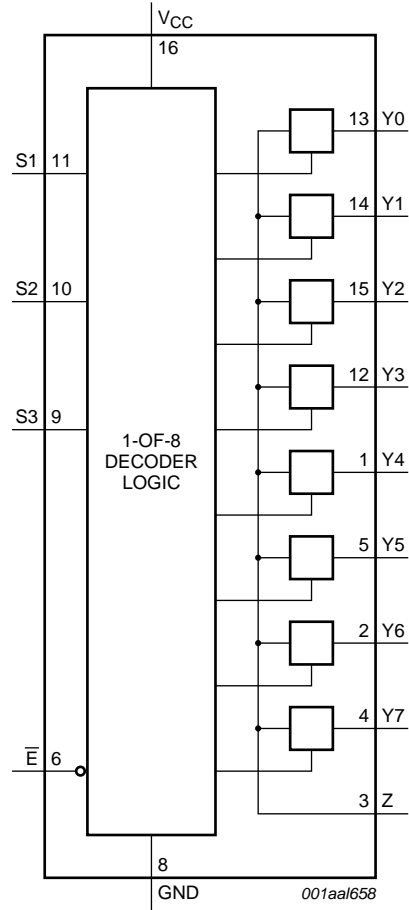 VCC
16
13 Y0
S1 11
14 Y1
S2 10
15 Y2
12 Y3
S3 9
1-OF-8
DECODER
LOGIC
1 Y4
5 Y5
2 Y6
4 Y7
E̅ 6
3 Z
8
GND
001aal658